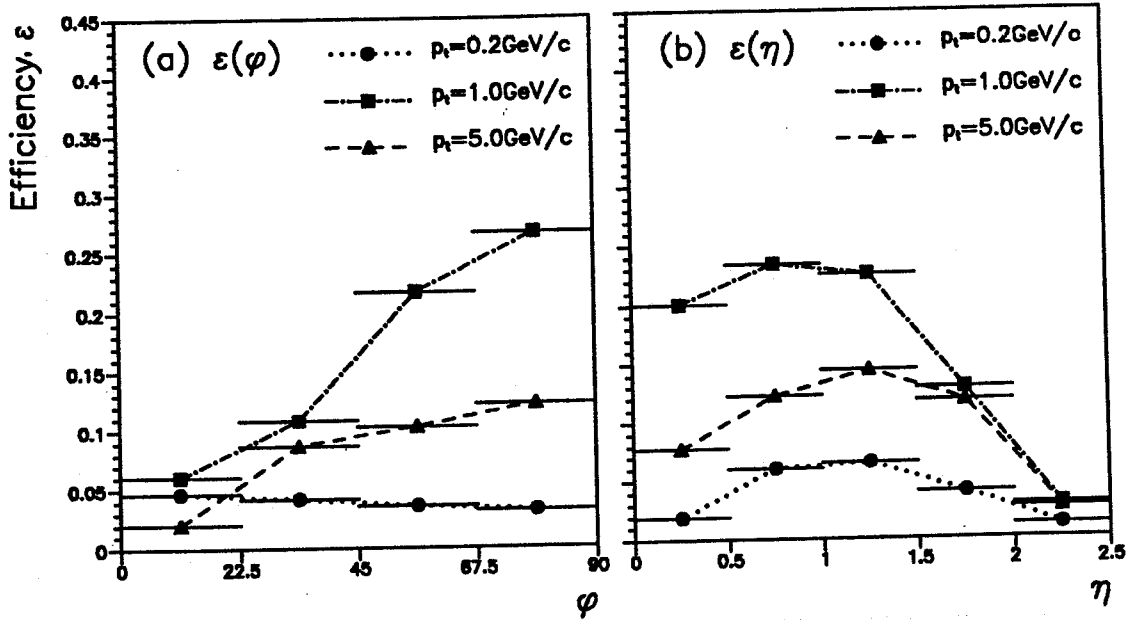 Efficiency, ε
0.45
0.4
0.35
0.3
0.25
0.2
0.15
0.1
0.05
0
(a) ε(φ)
pₜ=0.2GeV/c
pₜ=1.0GeV/c
pₜ=5.0GeV/c
0 22.5 45 67.5 90
φ
(b) ε(η)
pₜ=0.2GeV/c
pₜ=1.0GeV/c
pₜ=5.0GeV/c
0 0.5 1 1.5 2 2.5
η